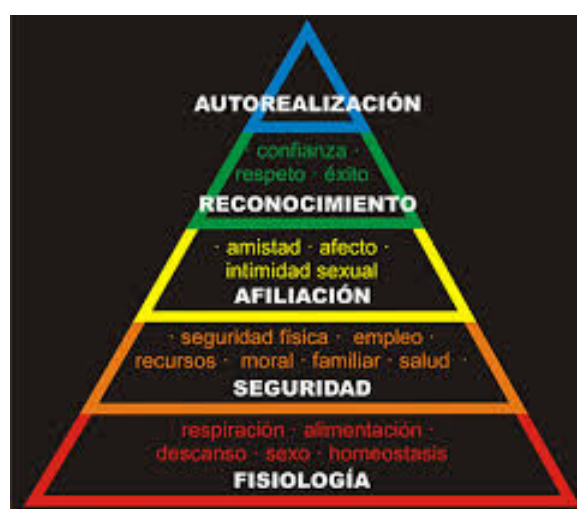 AUTOREALIZACIÓN
· confianza ·
respeto · éxito
RECONOCIMIENTO
· amistad · afecto ·
intimidad sexual
AFILIACIÓN
· seguridad física · empleo ·
recursos · moral · familiar · salud ·
SEGURIDAD
respiración · alimentación ·
descanso · sexo · homeostasis
FISIOLOGÍA